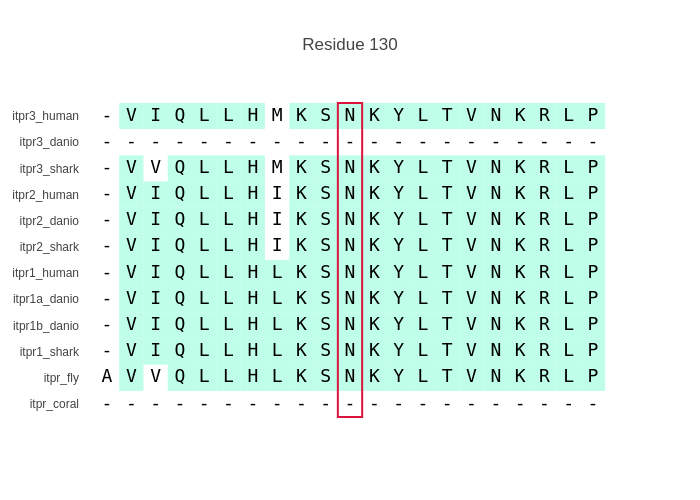 Residue 130
itpr3_human - V I Q L L H M K S N K Y L T V N K R L P
itpr3_danio - - - - - - - - - - - - - - - - - - - - -
itpr3_shark - V V Q L L H M K S N K Y L T V N K R L P
itpr2_human - V I Q L L H I K S N K Y L T V N K R L P
itpr2_danio - V I Q L L H I K S N K Y L T V N K R L P
itpr2_shark - V I Q L L H I K S N K Y L T V N K R L P
itpr1_human - V I Q L L H L K S N K Y L T V N K R L P
itpr1a_danio - V I Q L L H L K S N K Y L T V N K R L P
itpr1b_danio - V I Q L L H L K S N K Y L T V N K R L P
itpr1_shark - V I Q L L H L K S N K Y L T V N K R L P
itpr_fly A V V Q L L H L K S N K Y L T V N K R L P
itpr_coral - - - - - - - - - - - - - - - - - - - - -